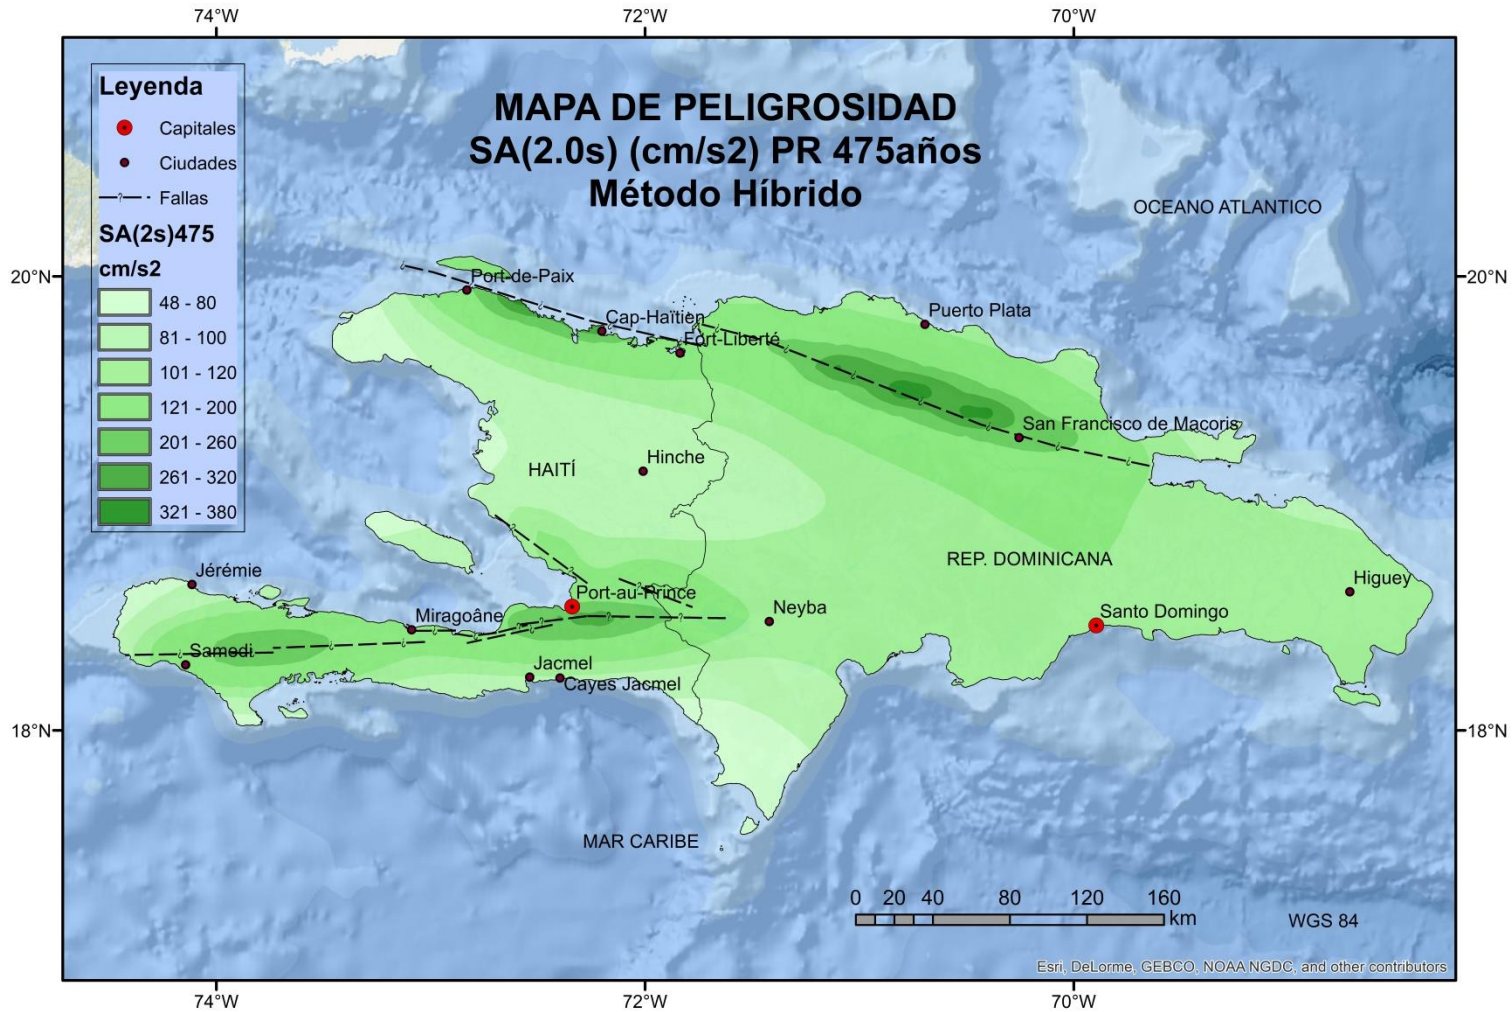 74°W
72°W
70°W
Leyenda
Capitales
Ciudades
Fallas
SA(2s)475
cm/s2
48 - 80
81 - 100
101 - 120
121 - 200
201 - 260
261 - 320
321 - 380
MAPA DE PELIGROSIDAD
SA(2.0s) (cm/s2) PR 475años
Método Híbrido
OCEANO ATLANTICO
20°N
20°N
Port-de-Paix
Cap-Haïtien
Fort-Liberté
Puerto Plata
San Francisco de Macoris
Hinche
HAITÍ
REP. DOMINICANA
Jérémie
Miragoâne
Port-au-Prince
Neyba
Higuey
Santo Domingo
Samedi
Jacmel
Cayes Jacmel
18°N
18°N
MAR CARIBE
0 20 40 80 120 160
km
WGS 84
Esri, DeLorme, GEBCO, NOAA NGDC, and other contributors
74°W
72°W
70°W